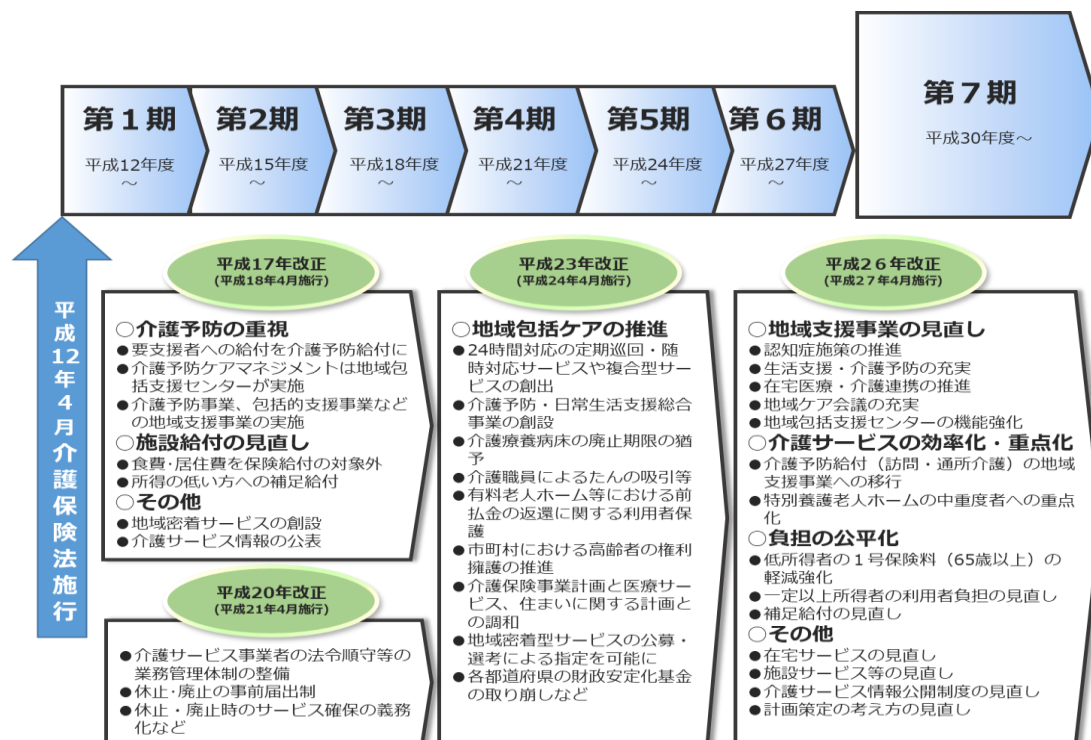 第１期
平成12年度
～
第2期
平成15年度
～
第3期
平成18年度
～
第4期
平成21年度
～
第5期
平成24年度
～
第６期
平成27年度
～
第７期
平成30年度～
平成12年4月介護保険法施行
平成17年改正
(平成18年4月施行)
○介護予防の重視
●要支援者への給付を介護予防給付に
●介護予防ケアマネジメントは地域包
括支援センターが実施
●介護予防事業、包括的支援事業などの
の地域支援事業の実施
○施設給付の見直し
●食費･居住費を保険給付の対象外
●所得の低い方への補足給付
○その他
●地域密着サービスの創設
●介護サービス情報の公表
平成20年改正
(平成21年4月施行)
●介護サービス事業者の法令順守等の
業務管理体制の整備
●休止･廃止の事前届出制
●休止・廃止時のサービス確保の義務
化など
平成23年改正
(平成24年4月施行)
○地域包括ケアの推進
●24時間対応の定期巡回・随
時対応サービスや複合型サー
ビスの創出
●介護予防・日常生活支援総合
事業の創設
●介護療養病床の廃止期限の猶
予
●介護職員によるたんの吸引等
●有料老人ホーム等における前
払金の返還に関する利用者保
護
●市町村における高齢者の権利
擁護の推進
●介護保険事業計画と医療サー
ビス、住まいに関する計画と
の調和
●地域密着型サービスの公募・
選考による指定を可能に
●各都道府県の財政安定化基金
の取り崩しなど
平成26年改正
(平成27年4月施行)
○地域支援事業の見直し
●認知症施策の推進
●生活支援・介護予防の充実
●在宅医療・介護連携の推進
●地域ケア会議の充実
●地域包括支援センターの機能強化
○介護サービスの効率化・重点化
●介護予防給付（訪問・通所介護）の地域
支援事業への移行
●特別養護老人ホームの中重度者への重点
化
○負担の公平化
●低所得者の１号保険料（65歳以上）の
軽減強化
●一定以上所得者の利用者負担の見直し
●補足給付の見直し
○その他
●在宅サービスの見直し
●施設サービス等の見直し
●介護サービス情報公開制度の見直し
●計画策定の考え方の見直し